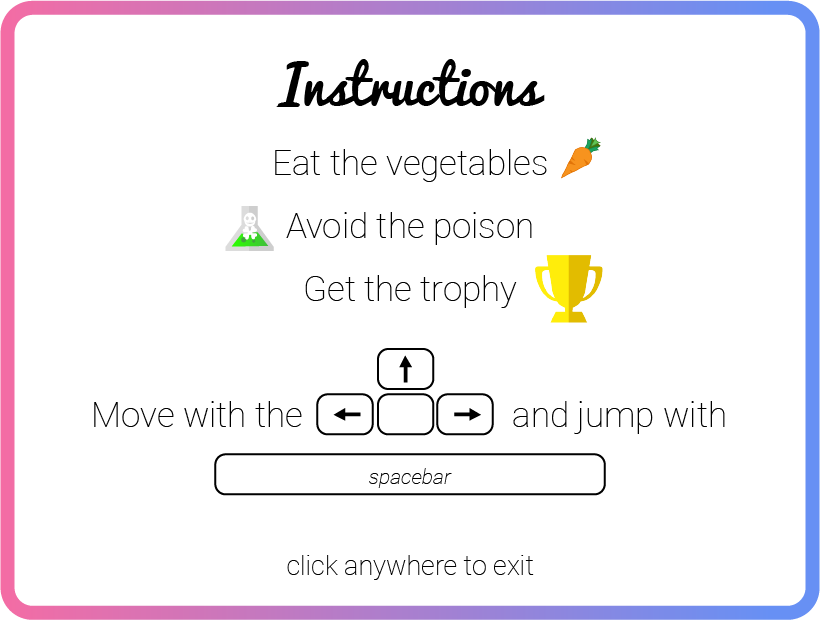 Instructions
Eat the vegetables
Avoid the poison
Get the trophy
Move with the and jump with
spacebar
click anywhere to exit